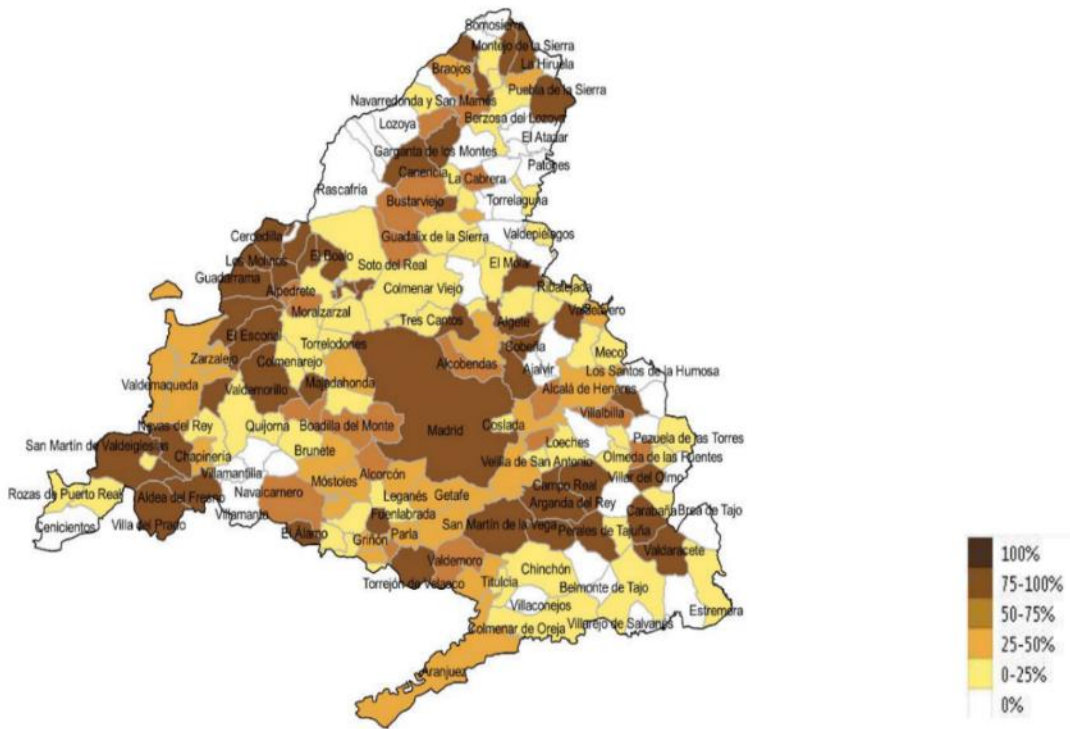 Somosierra
Montejo de la Sierra
La Hiruela
Braojos
Puebla de la Sierra
Navarredonda y San Mamés
Berzosa del Lozoya
Lozoya
El Atazar
Garganta de los Montes
Patones
Canencia
La Cabrera
Rascafría
Bustarviejo
Torrelaguna
Cercedilla
Guadalix de la Sierra
Valdepiélagos
Los Molinos
El Boalo
Soto del Real
El Molar
Guadarrama
Alpedrete
Colmenar Viejo
Ribatejada
Moralzarzal
Tres Cantos
Algete
El Escorial
Torrelodones
Cobeña
Zarzalejo
Colmenarejo
Alcobendas
Meco
Ajalvir
Los Santos de la Humosa
Valdemaqueda
Valdemorillo
Majadahonda
Alcalá de Henares
Villalbilla
Navas del Rey
Quijorna
Boadilla del Monte
Madrid
Coslada
Pezuela de las Torres
San Martín de Valdeiglesias
Loeches
Chapinería
Brunete
Olmeda de las Fuentes
Velilla de San Antonio
Villamantilla
Alcorcón
Villar del Olmo
Móstoles
Campo Real
Rozas de Puerto Real
Aldea del Fresno
Navalcarnero
Leganés
Getafe
Arganda del Rey
Carabaña
Brea de Tajo
Villamanta
Fuenlabrada
Cenicientos
Villa del Prado
San Martín de la Vega
Perales de Tajuña
El Álamo
Griñón
Parla
Valdaracete
Valdemoro
Chinchón
100%
Torrejón de Velasco
Titulcia
Belmonte de Tajo
75-100%
Villaconejos
Estremera
50-75%
Colmenar de Oreja
Villarejo de Salvanés
25-50%
Aranjuez
0-25%
0%